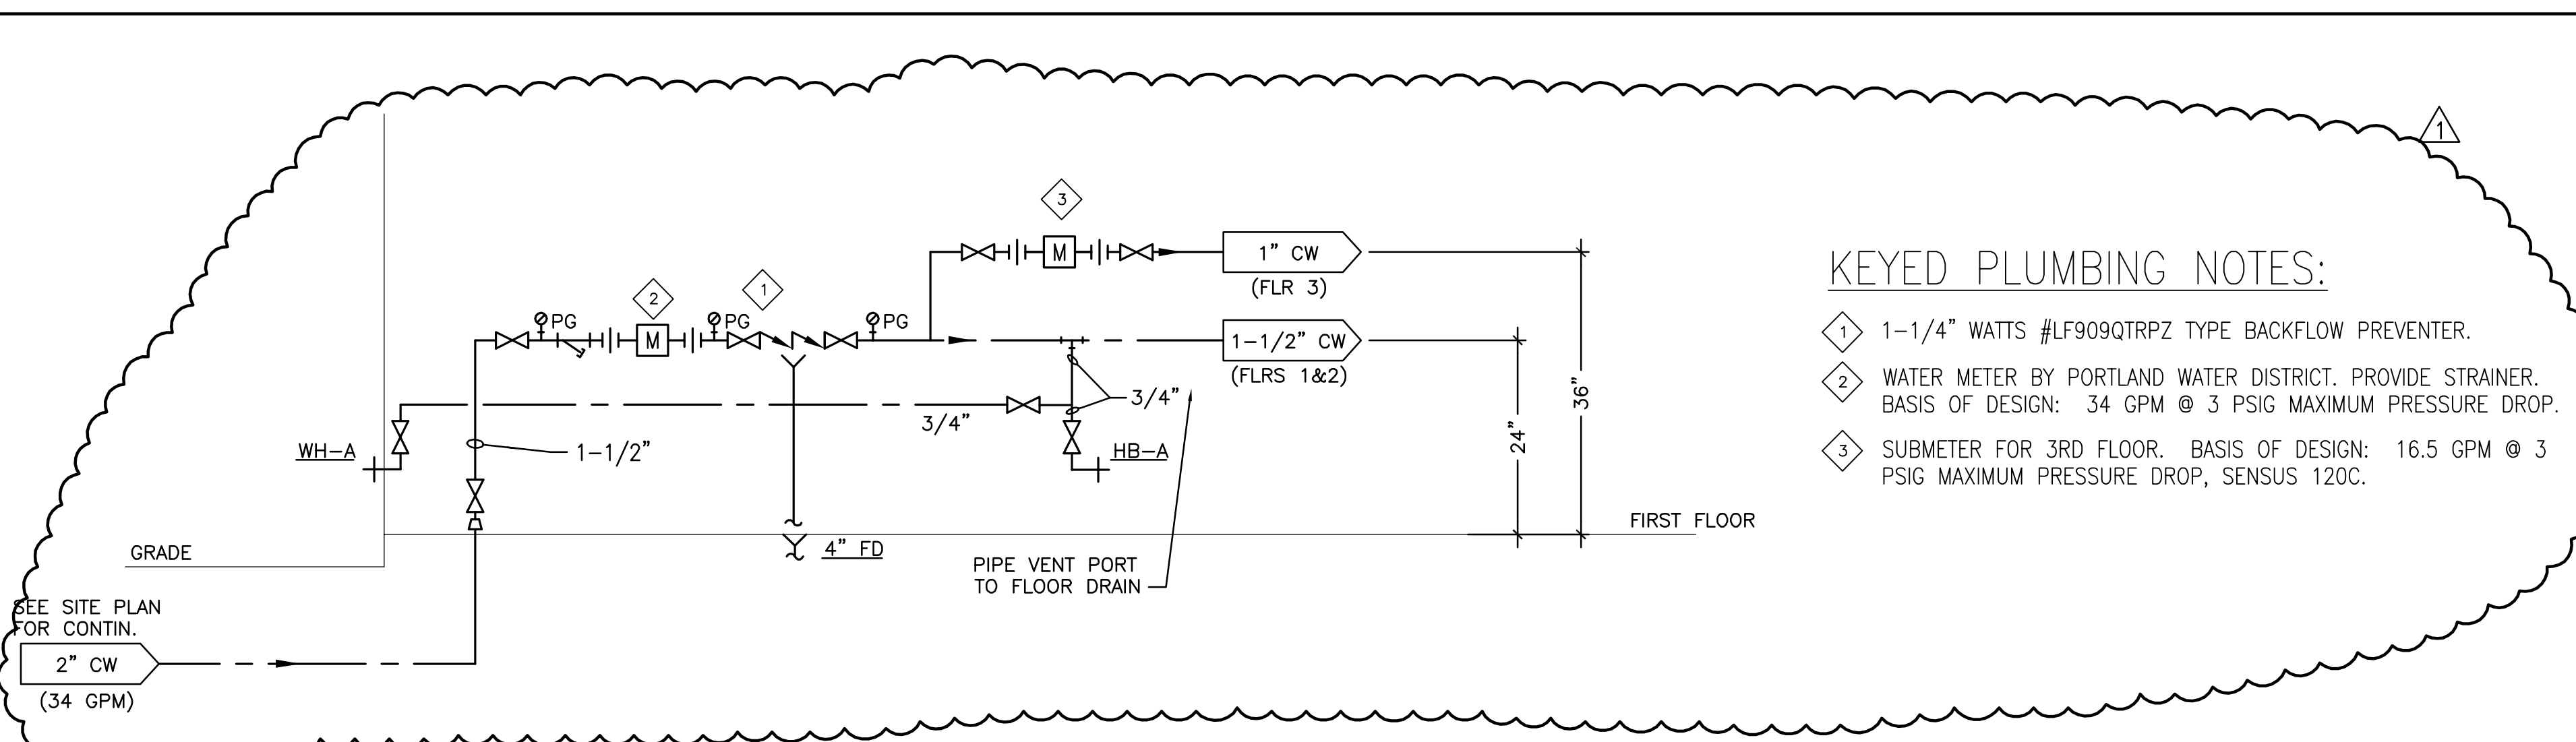 1
3
1" CW
(FLR 3)
2
1
PG
M
PG
PG
M
1-1/2" CW
(FLRS 1&2)
3/4"
3/4"
WH-A
1-1/2"
HB-A
24"
36"
FIRST FLOOR
GRADE
4" FD
PIPE VENT PORT
TO FLOOR DRAIN
SEE SITE PLAN
FOR CONTIN.
2" CW
(34 GPM)
KEYED PLUMBING NOTES:
1 1-1/4" WATTS #LF909QTRPZ TYPE BACKFLOW PREVENTER.
2 WATER METER BY PORTLAND WATER DISTRICT. PROVIDE STRAINER.
BASIS OF DESIGN: 34 GPM @ 3 PSIG MAXIMUM PRESSURE DROP.
3 SUBMETER FOR 3RD FLOOR. BASIS OF DESIGN: 16.5 GPM @ 3
PSIG MAXIMUM PRESSURE DROP, SENSUS 120C.